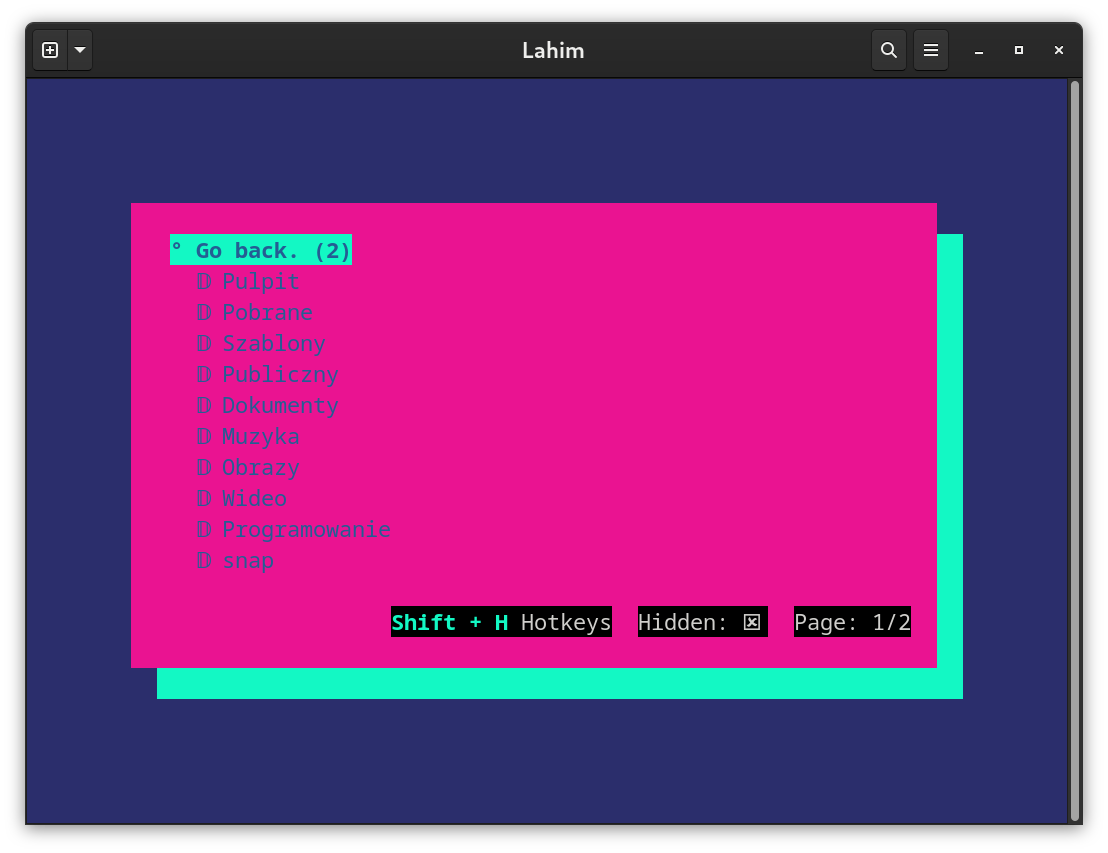 Lahim
° Go back. (2)
𝔻 Pulpit
𝔻 Pobrane
𝔻 Szablony
𝔻 Publiczny
𝔻 Dokumenty
𝔻 Muzyka
𝔻 Obrazy
𝔻 Wideo
𝔻 Programowanie
𝔻 snap
Shift + H Hotkeys Hidden: ☒ Page: 1/2